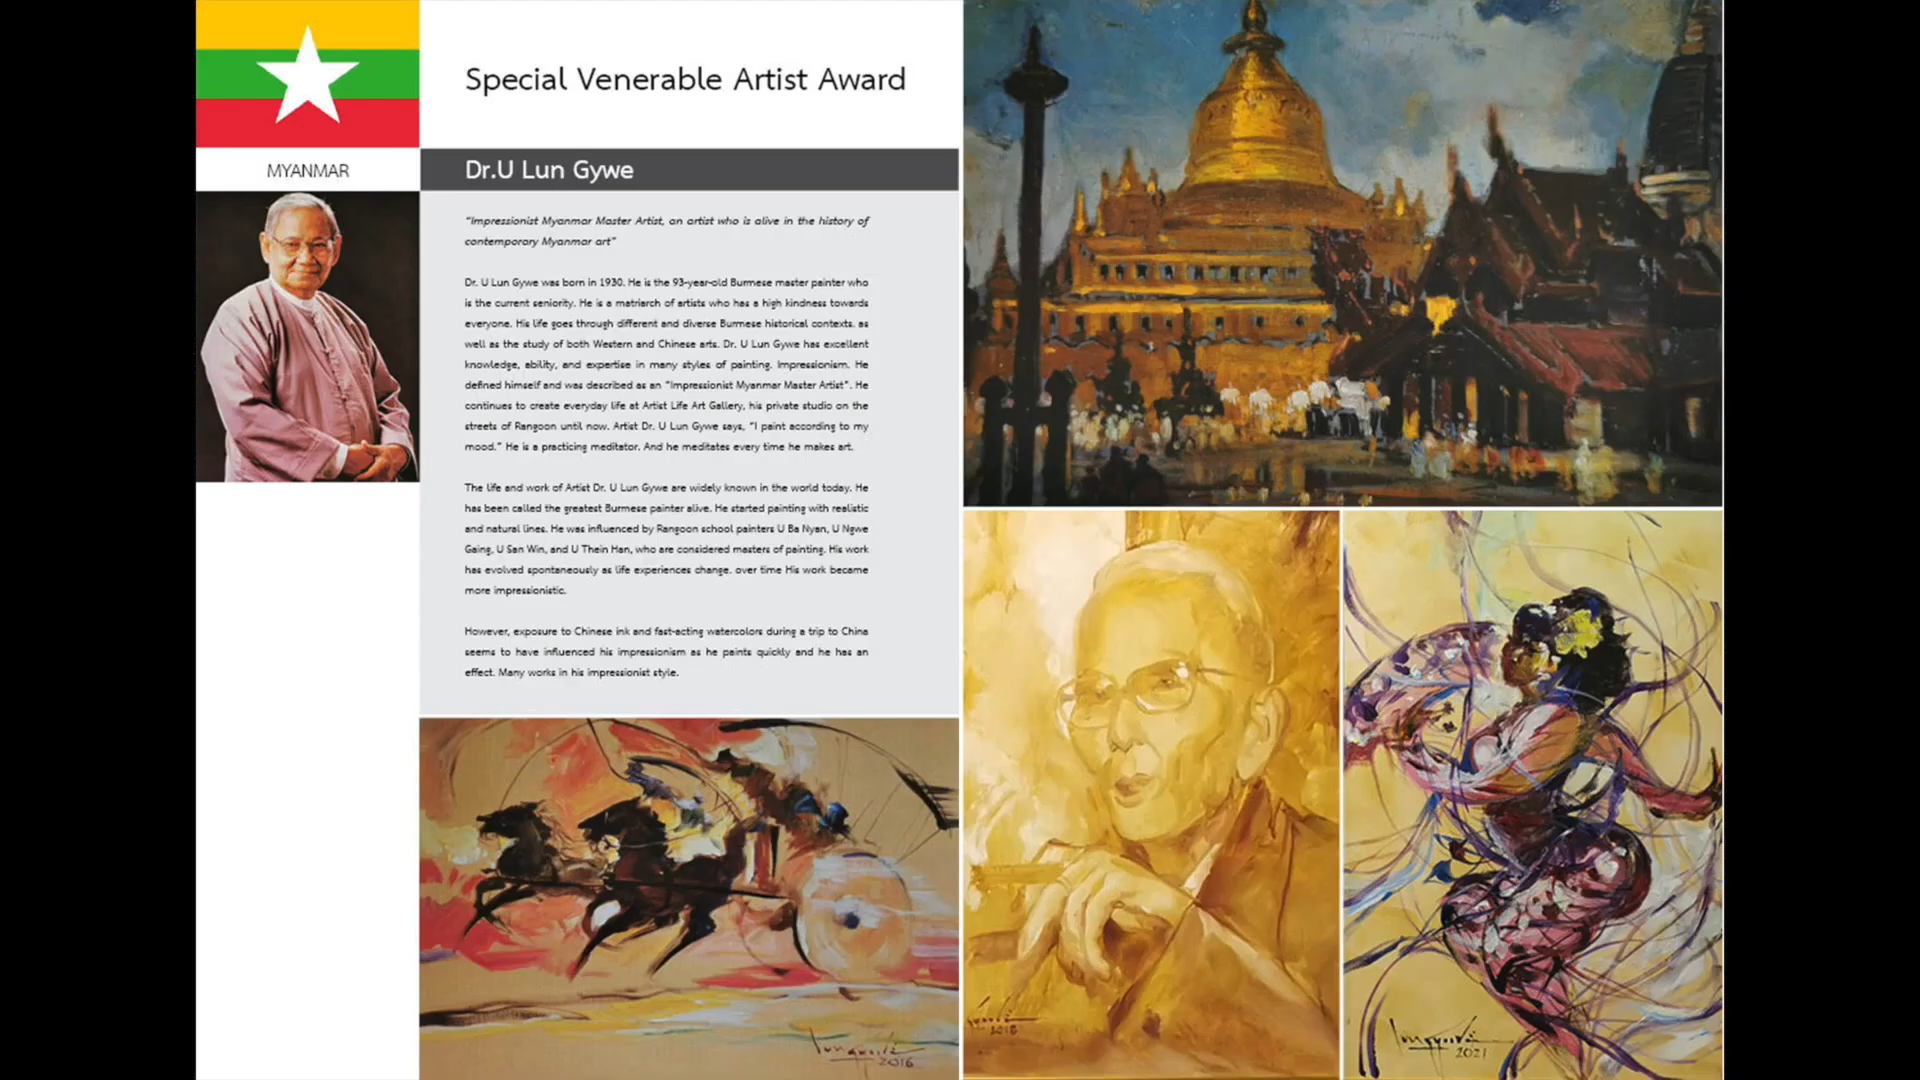 Special Venerable Artist Award
MYANMAR
Dr.U Lun Gywe
"Impressionist Myanmar Master Artist, an artist who is alive in the history of
contemporary Myanmar art"
Dr. U Lun Gywe was born in 1930. He is the 93-year-old Burmese master painter who
is the current seniority. He is a matriarch of artists who has a high kindness towards
everyone. His life goes through different and diverse Burmese historical contexts. as
well as the study of both Western and Chinese arts. Dr. U Lun Gywe has excellent
knowledge, ability, and expertise in many styles of painting. Impressionism. He
defined himself and was described as an "Impressionist Myanmar Master Artist". He
continues to create everyday life at Artist Life Art Gallery, his private studio on the
streets of Rangoon until now. Artist Dr. U Lun Gywe says, "I paint according to my
mood." He is a practicing meditator. And he meditates every time he makes art.
The life and work of Artist Dr. U Lun Gywe are widely known in the world today. He
has been called the greatest Burmese painter alive. He started painting with realistic
and natural lines. He was influenced by Rangoon school painters U Ba Nyan, U Ngwe
Gaing, U San Win, and U Thein Han, who are considered masters of painting. His work
has evolved spontaneously as life experiences change. over time His work became
more impressionistic.
However, exposure to Chinese ink and fast-acting watercolors during a trip to China
seems to have influenced his impressionism as he paints quickly and he has an
effect. Many works in his impressionist style.
2016
2018
2021